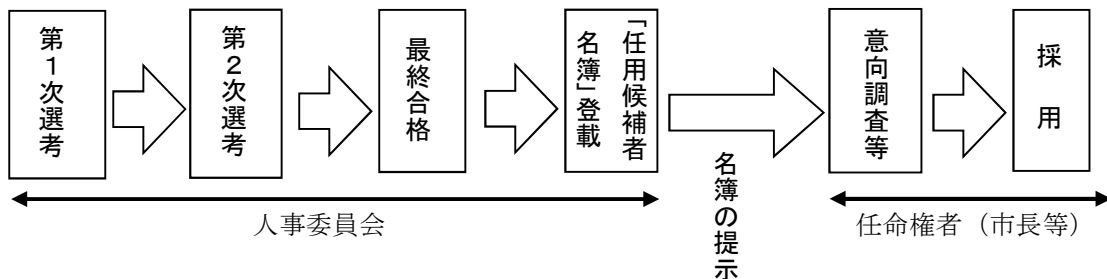 第１次選考
第２次選考
最終合格
「任用候補者
名簿」登載
名簿の提示
意向調査等
採用
人事委員会
任命権者（市長等）